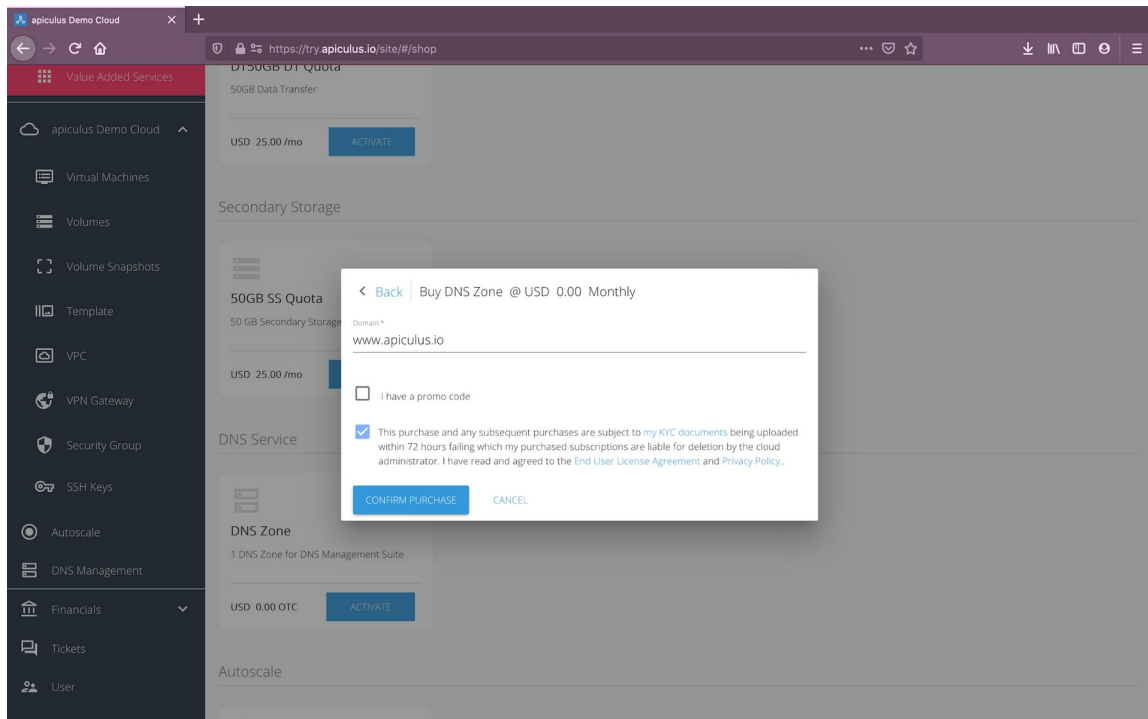 apiculus Demo Cloud
https://try.apiculus.io/site/#/shop
Value Added Services
apiculus Demo Cloud
Virtual Machines
Volumes
Volume Snapshots
Template
VPC
VPN Gateway
Security Group
SSH Keys
Autoscale
DNS Management
Financials
Tickets
User
DT50GB DT Quota
50GB Data Transfer
USD 25.00 /mo
ACTIVATE
Secondary Storage
50GB SS Quota
50 GB Secondary Storage
USD 25.00 /mo
DNS Service
DNS Zone
1 DNS Zone for DNS Management Suite
USD 0.00 OTC
ACTIVATE
Autoscale
Back
Buy DNS Zone @ USD 0.00 Monthly
Domain *
www.apiculus.io
I have a promo code
This purchase and any subsequent purchases are subject to my KYC documents being uploaded
within 72 hours failing which my purchased subscriptions are liable for deletion by the cloud
administrator. I have read and agreed to the End User License Agreement and Privacy Policy..
CONFIRM PURCHASE
CANCEL